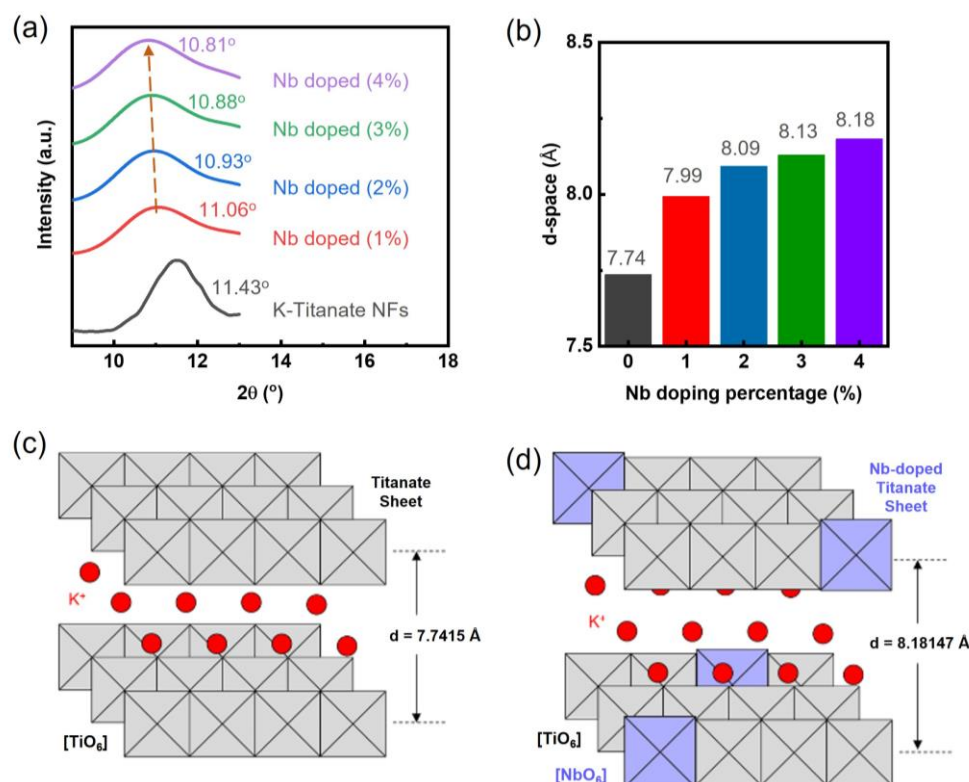 (a)
10.81°
Nb doped (4%)
10.88°
Nb doped (3%)
10.93°
Nb doped (2%)
11.06°
Nb doped (1%)
11.43°
K-Titanate NFs
Intensity (a.u.)
10 12 14 16 18
2θ (°)
(b)
8.5
8.0
7.5
d-space (Å)
7.74
7.99
8.09
8.13
8.18
0 1 2 3 4
Nb doping percentage (%)
(c)
Titanate
Sheet
K⁺
d = 7.7415 Å
[TiO₆]
(d)
Nb-doped
Titanate
Sheet
K⁺
d = 8.18147 Å
[TiO₆]
[NbO₆]